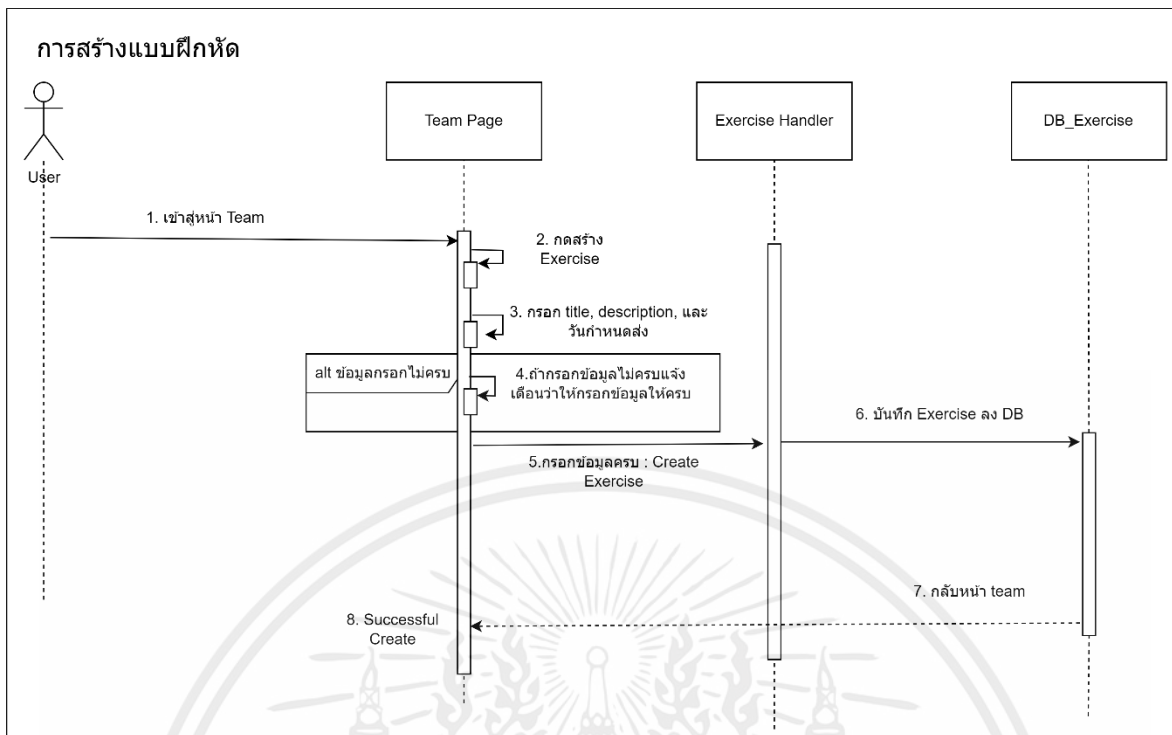 การสร้างแบบฝึกหัด
Team Page
Exercise Handler
DB_Exercise
User
1. เข้าสู่หน้า Team
2. กดสร้าง
Exercise
3. กรอก title, description, และ
วันกำหนดส่ง
alt ข้อมูลกรอกไม่ครบ
4.ถ้ากรอกข้อมูลไม่ครบแจ้ง
เตือนว่าให้กรอกข้อมูลให้ครบ
6. บันทึก Exercise ลง DB
5.กรอกข้อมูลครบ : Create
Exercise
7. กลับหน้า team
8. Successful
Create